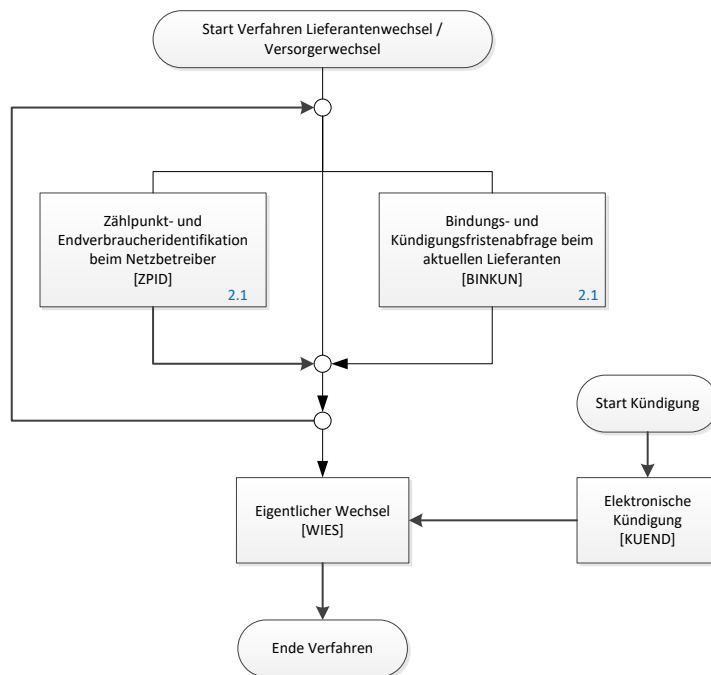 Start Verfahren Lieferantenwechsel /
Versorgerwechsel
Zählpunkt- und
Endverbraucheridentifikation
beim Netzbetreiber
[ZPID]
2.1
Bindungs- und
Kündigungsfristenabfrage beim
aktuellen Lieferanten
[BINKUN]
2.1
Start Kündigung
Eigentlicher Wechsel
[WIES]
Elektronische
Kündigung
[KUEND]
Ende Verfahren